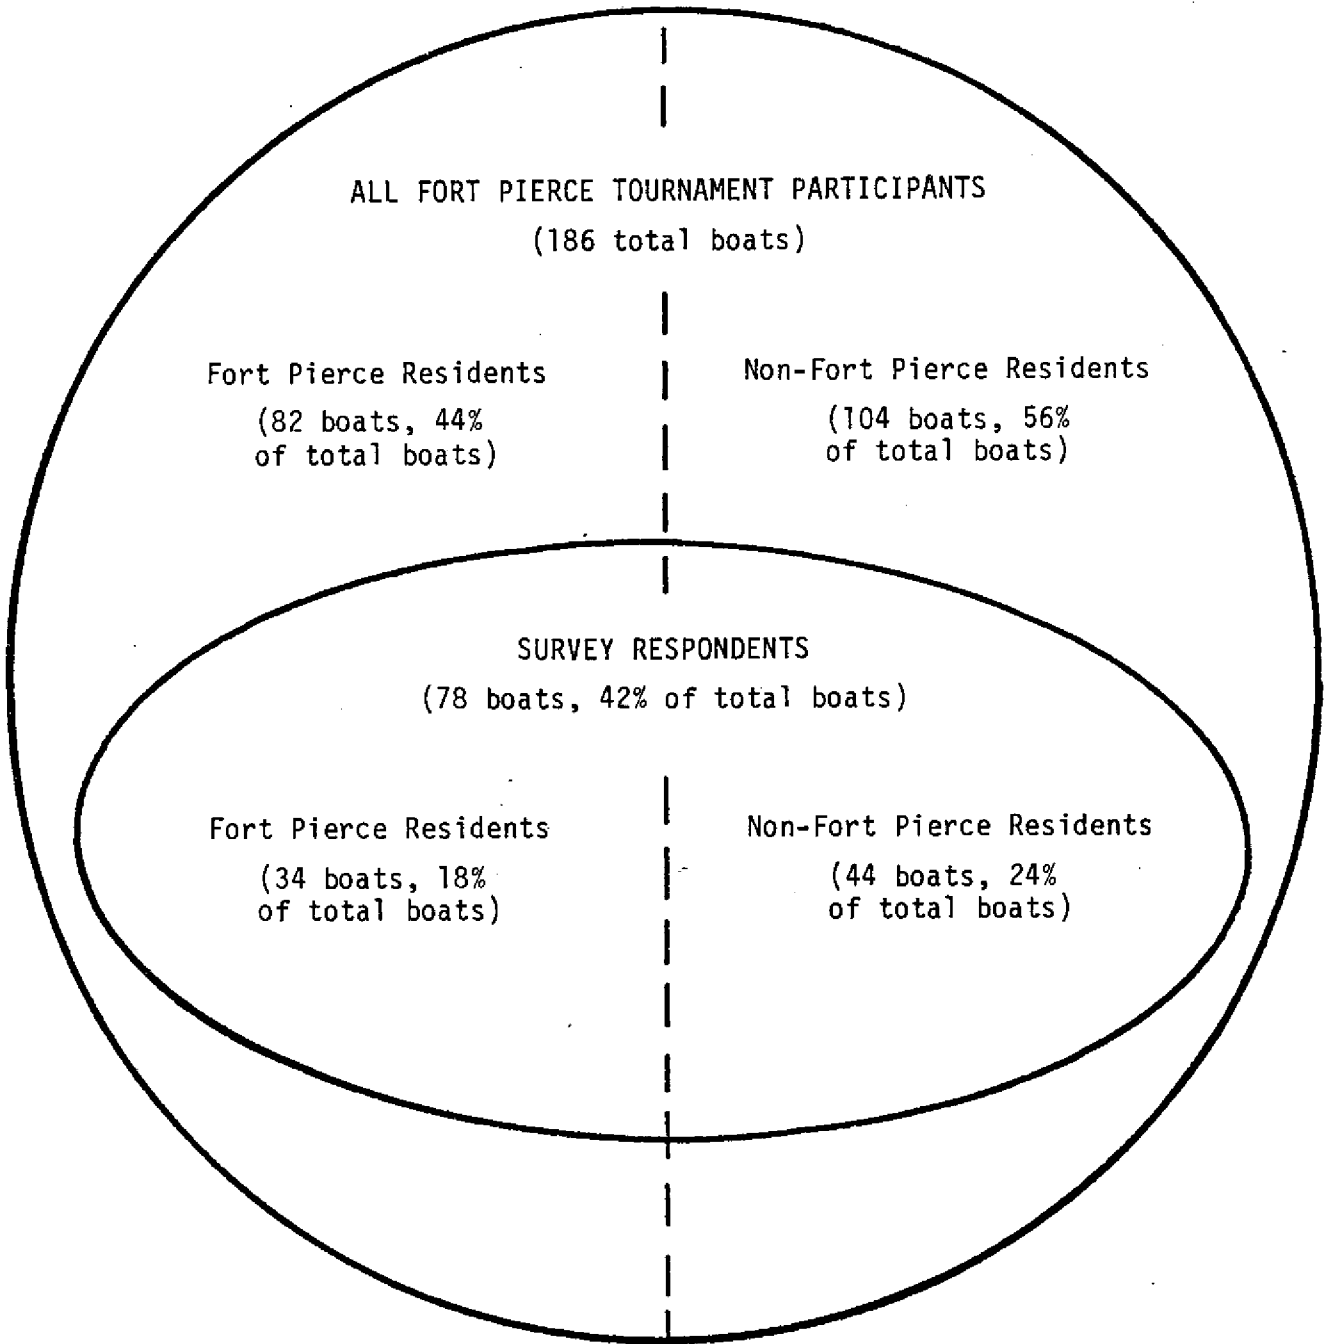 ALL FORT PIERCE TOURNAMENT PARTICIPANTS
(186 total boats)
Fort Pierce Residents
(82 boats, 44%
of total boats)
Non-Fort Pierce Residents
(104 boats, 56%
of total boats)
SURVEY RESPONDENTS
(78 boats, 42% of total boats)
Fort Pierce Residents
(34 boats, 18%
of total boats)
Non-Fort Pierce Residents
(44 boats, 24%
of total boats)